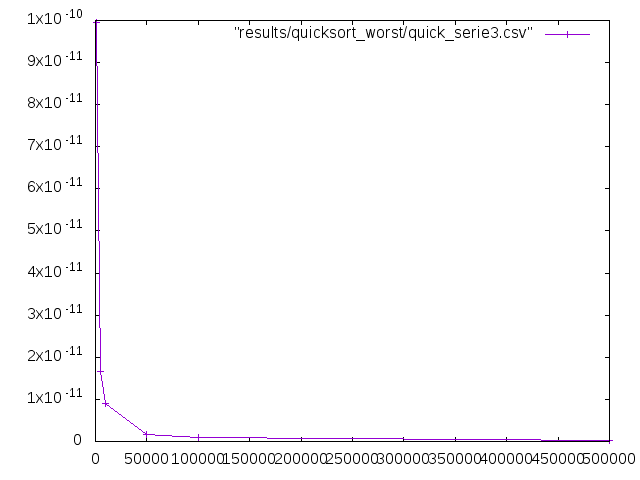 1x10^-10
"results/quicksort_worst/quick_serie3.csv"
9x10^-11
8x10^-11
7x10^-11
6x10^-11
5x10^-11
4x10^-11
3x10^-11
2x10^-11
1x10^-11
0
0 50000 100000 150000 200000 250000 300000 350000 400000 450000 500000